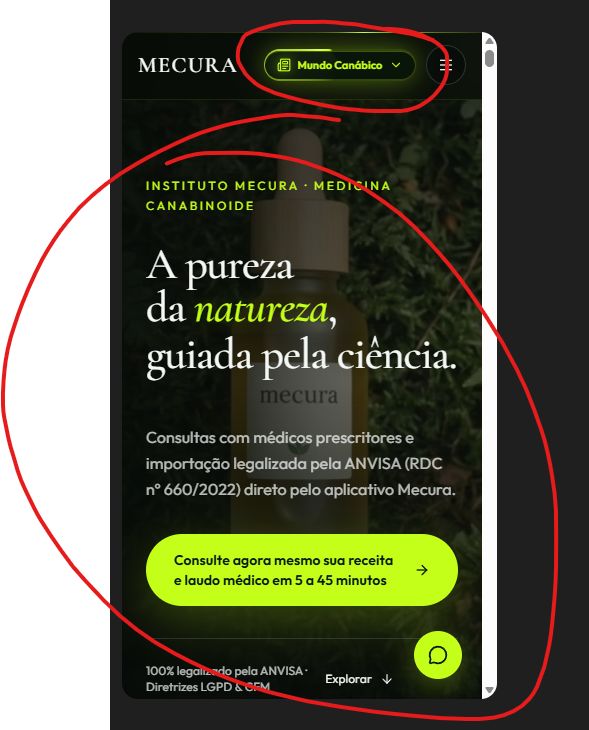 MECURA
Mundo Canábico
INSTITUTO MECURA · MEDICINA
CANABINOIDE
A pureza
da natureza,
guiada pela ciência.
mecura
Consultas com médicos prescritores e
importação legalizada pela ANVISA (RDC
nº 660/2022) direto pelo aplicativo Mecura.
Consulte agora mesmo sua receita
e laudo médico em 5 a 45 minutos
100% legalizado pela ANVISA ·
Diretrizes LGPD & CFM
Explorar